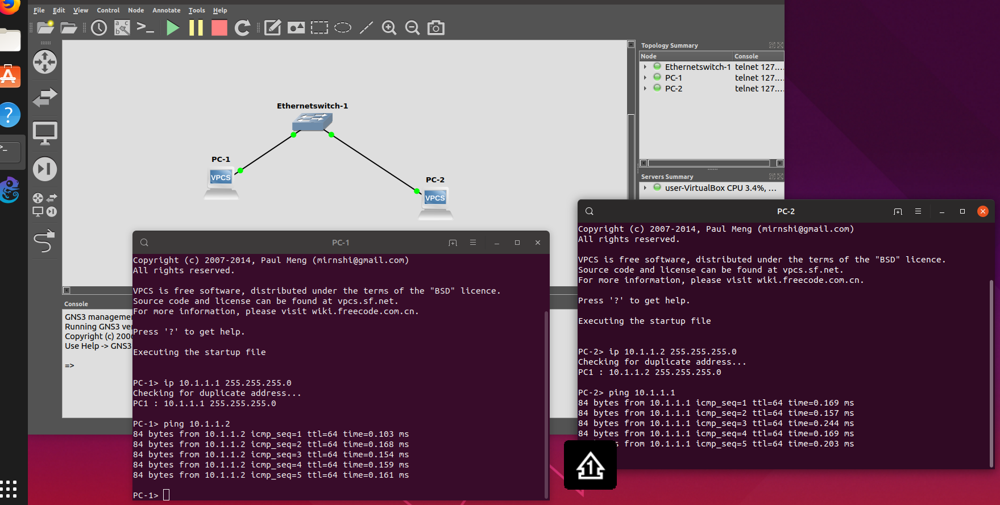 File Edit View Control Node Annotate Tools Help
Topology Summary
Node Console
Ethernetswitch-1 telnet 127....
PC-1 telnet 127....
PC-2 telnet 127....
Servers Summary
user-VirtualBox CPU 3.4%, ...
Ethernetswitch-1
PC-1
VPCS
PC-2
VPCS
Console
GNS3 manageme
Running GNS3 ve
Copyright (c) 200
Use Help -> GNS3
=>
PC-1
Copyright (c) 2007-2014, Paul Meng (mirnshi@gmail.com)
All rights reserved.
VPCS is free software, distributed under the terms of the "BSD" licence.
Source code and license can be found at vpcs.sf.net.
For more information, please visit wiki.freecode.com.cn.
Press '?' to get help.
Executing the startup file
PC-1> ip 10.1.1.1 255.255.255.0
Checking for duplicate address...
PC1 : 10.1.1.1 255.255.255.0
PC-1> ping 10.1.1.2
84 bytes from 10.1.1.2 icmp_seq=1 ttl=64 time=0.103 ms
84 bytes from 10.1.1.2 icmp_seq=2 ttl=64 time=0.168 ms
84 bytes from 10.1.1.2 icmp_seq=3 ttl=64 time=0.154 ms
84 bytes from 10.1.1.2 icmp_seq=4 ttl=64 time=0.159 ms
84 bytes from 10.1.1.2 icmp_seq=5 ttl=64 time=0.161 ms
PC-1>
PC-2
Copyright (c) 2007-2014, Paul Meng (mirnshi@gmail.com)
All rights reserved.
VPCS is free software, distributed under the terms of the "BSD" licence.
Source code and license can be found at vpcs.sf.net.
For more information, please visit wiki.freecode.com.cn.
Press '?' to get help.
Executing the startup file
PC-2> ip 10.1.1.2 255.255.255.0
Checking for duplicate address...
PC1 : 10.1.1.2 255.255.255.0
PC-2> ping 10.1.1.1
84 bytes from 10.1.1.1 icmp_seq=1 ttl=64 time=0.169 ms
84 bytes from 10.1.1.1 icmp_seq=2 ttl=64 time=0.157 ms
84 bytes from 10.1.1.1 icmp_seq=3 ttl=64 time=0.244 ms
84 bytes from 10.1.1.1 icmp_seq=4 ttl=64 time=0.169 ms
s from 10.1.1.1 icmp_seq=5 ttl=64 time=0.203 ms
1